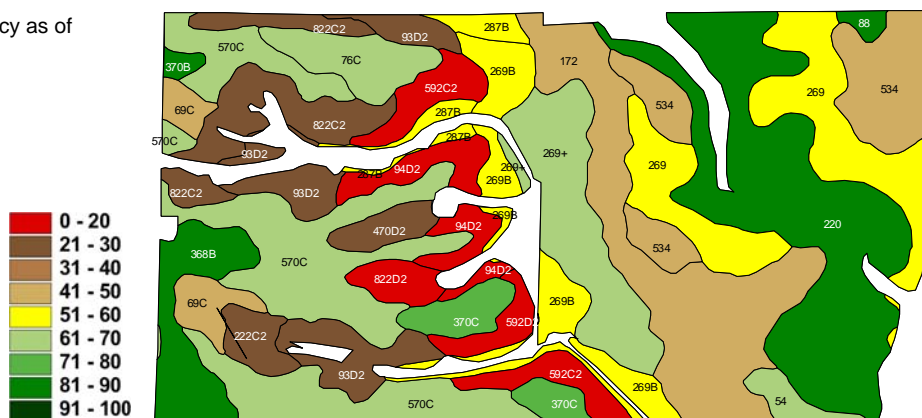 cy as of
0 - 20
21 - 30
31 - 40
41 - 50
51 - 60
61 - 70
71 - 80
81 - 90
91 - 100
822C2
93D2
287B
88
570C
76C
172
370B
592C2
269B
269
534
534
69C
287B
822C2
287B
570C
93D2
269+
269+
269
287B
94D2
269B
822C2
93D2
269B
220
470D2
94D2
534
368B
570C
94D2
822D2
69C
269B
370C
592D2
222C2
93D2
592C2
269B
570C
370C
54